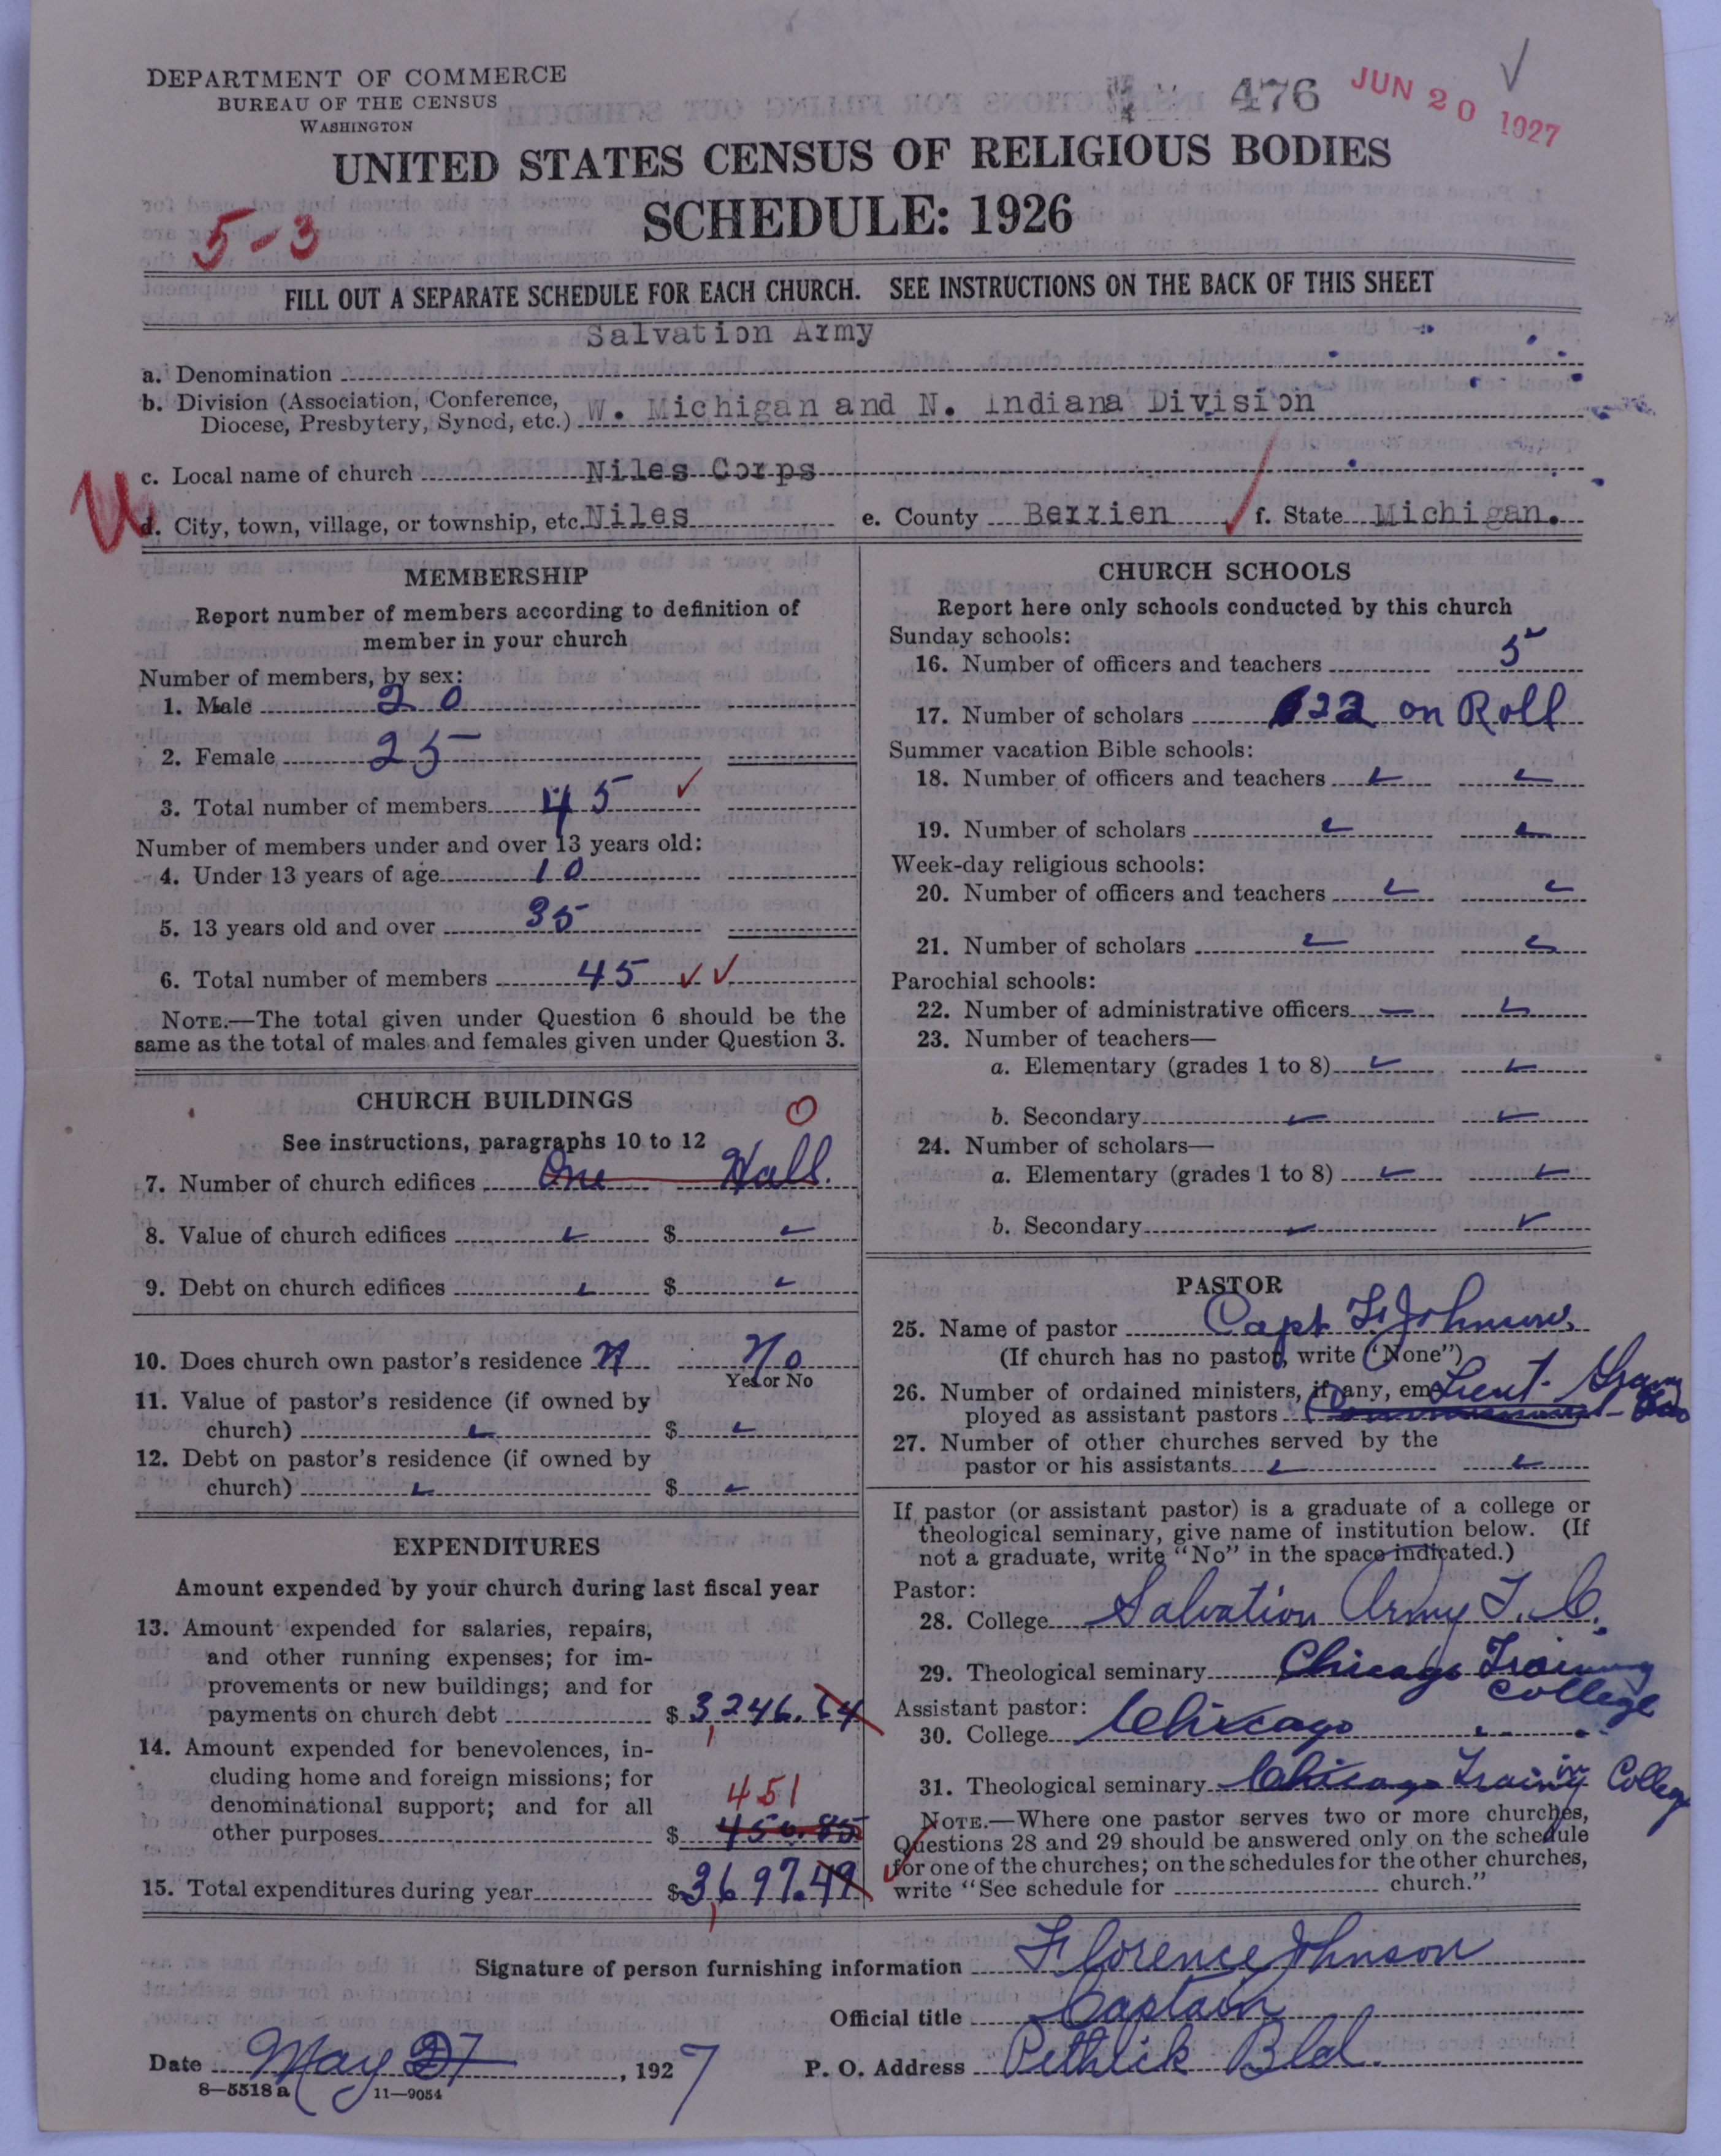 DEPARTMENT OF COMMERCE
BUREAU OF THE CENSUS
WASHINGTON
476
JUN 20 1927
UNITED STATES CENSUS OF RELIGIOUS BODIES
SCHEDULE: 1926
5-3
FILL OUT A SEPARATE SCHEDULE FOR EACH CHURCH. SEE INSTRUCTIONS ON THE BACK OF THIS SHEET
Salvation Army
a. Denomination
b. Division (Association, Conference, Diocese, Presbytery, Synod, etc.) W. Michigan and N. Indiana Division
c. Local name of church Niles Corps
d. City, town, village, or township, etc. Niles e. County Berrien f. State Michigan.
MEMBERSHIP
Report number of members according to definition of
member in your church
Number of members, by sex:
1. Male 20
2. Female 25
3. Total number of members 45 ✓
Number of members under and over 13 years old:
4. Under 13 years of age 10
5. 13 years old and over 35
6. Total number of members 45 ✓ ✓
NOTE.—The total given under Question 6 should be the
same as the total of males and females given under Question 3.
CHURCH BUILDINGS
See instructions, paragraphs 10 to 12
0
7. Number of church edifices One Hall.
8. Value of church edifices $
9. Debt on church edifices $
10. Does church own pastor's residence N No
Yes or No
11. Value of pastor's residence (if owned by
church) $
12. Debt on pastor's residence (if owned by
church) $
EXPENDITURES
Amount expended by your church during last fiscal year
13. Amount expended for salaries, repairs,
and other running expenses; for im-
provements or new buildings; and for
payments on church debt $ 3,246.64
14. Amount expended for benevolences, in-
cluding home and foreign missions; for
denominational support; and for all
451
other purposes $ 450.85
15. Total expenditures during year $ 3,697.49
CHURCH SCHOOLS
Report here only schools conducted by this church
Sunday schools:
16. Number of officers and teachers 5
17. Number of scholars 22 on Roll
Summer vacation Bible schools:
18. Number of officers and teachers
19. Number of scholars
Week-day religious schools:
20. Number of officers and teachers
21. Number of scholars
Parochial schools:
22. Number of administrative officers
23. Number of teachers—
a. Elementary (grades 1 to 8)
b. Secondary
24. Number of scholars—
a. Elementary (grades 1 to 8)
b. Secondary
PASTOR
25. Name of pastor Capt F. Johnson
(If church has no pastor, write "None")
26. Number of ordained ministers, if any, em- Lieut.
ployed as assistant pastors
27. Number of other churches served by the
pastor or his assistants
If pastor (or assistant pastor) is a graduate of a college or
theological seminary, give name of institution below. (If
not a graduate, write "No" in the space indicated.)
Pastor:
28. College Salvation Army T. C.
29. Theological seminary Chicago Training
College
Assistant pastor:
30. College Chicago " "
31. Theological seminary Chicago Training College
NOTE.—Where one pastor serves two or more churches,
Questions 28 and 29 should be answered only on the schedule
for one of the churches; on the schedules for the other churches,
write "See schedule for church."
Signature of person furnishing information Florence Johnson
Official title Captain
Date May 27, 1927 P. O. Address Pethick Bld.
8—5518 a 11—9054